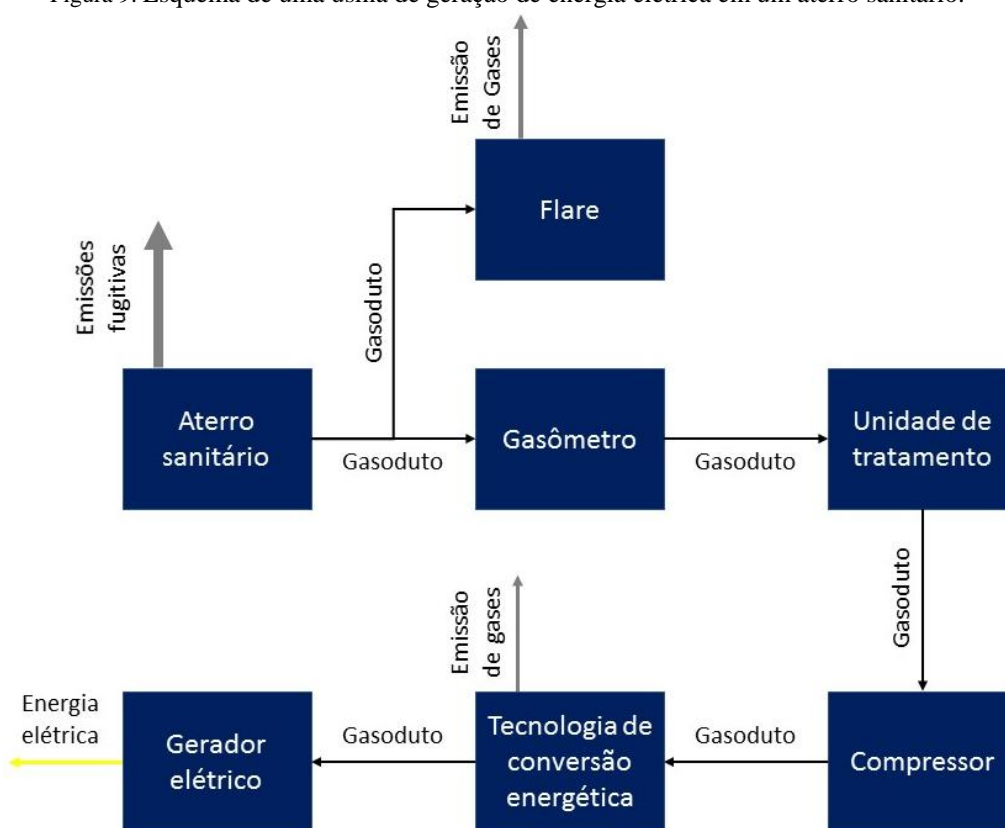 Figura 9. Esquema de uma usina de geração de energia elétrica em um aterro sanitário.
Emissão
de Gases
Flare
Emissões
fugitivas
Gasoduto
Aterro
sanitário
Gasoduto
Gasômetro
Gasoduto
Unidade de
tratamento
Gasoduto
Emissão
de gases
Energia
elétrica
Gerador
elétrico
Gasoduto
Tecnologia de
conversão
energética
Gasoduto
Compressor